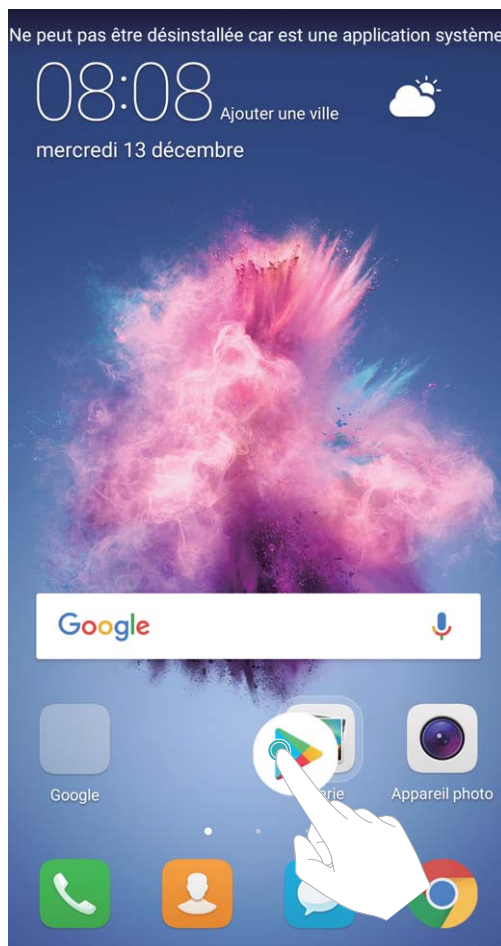 Ne peut pas être désinstallée car est une application système
08:08 Ajouter une ville
mercredi 13 décembre
Google
Google
erie
Appareil photo